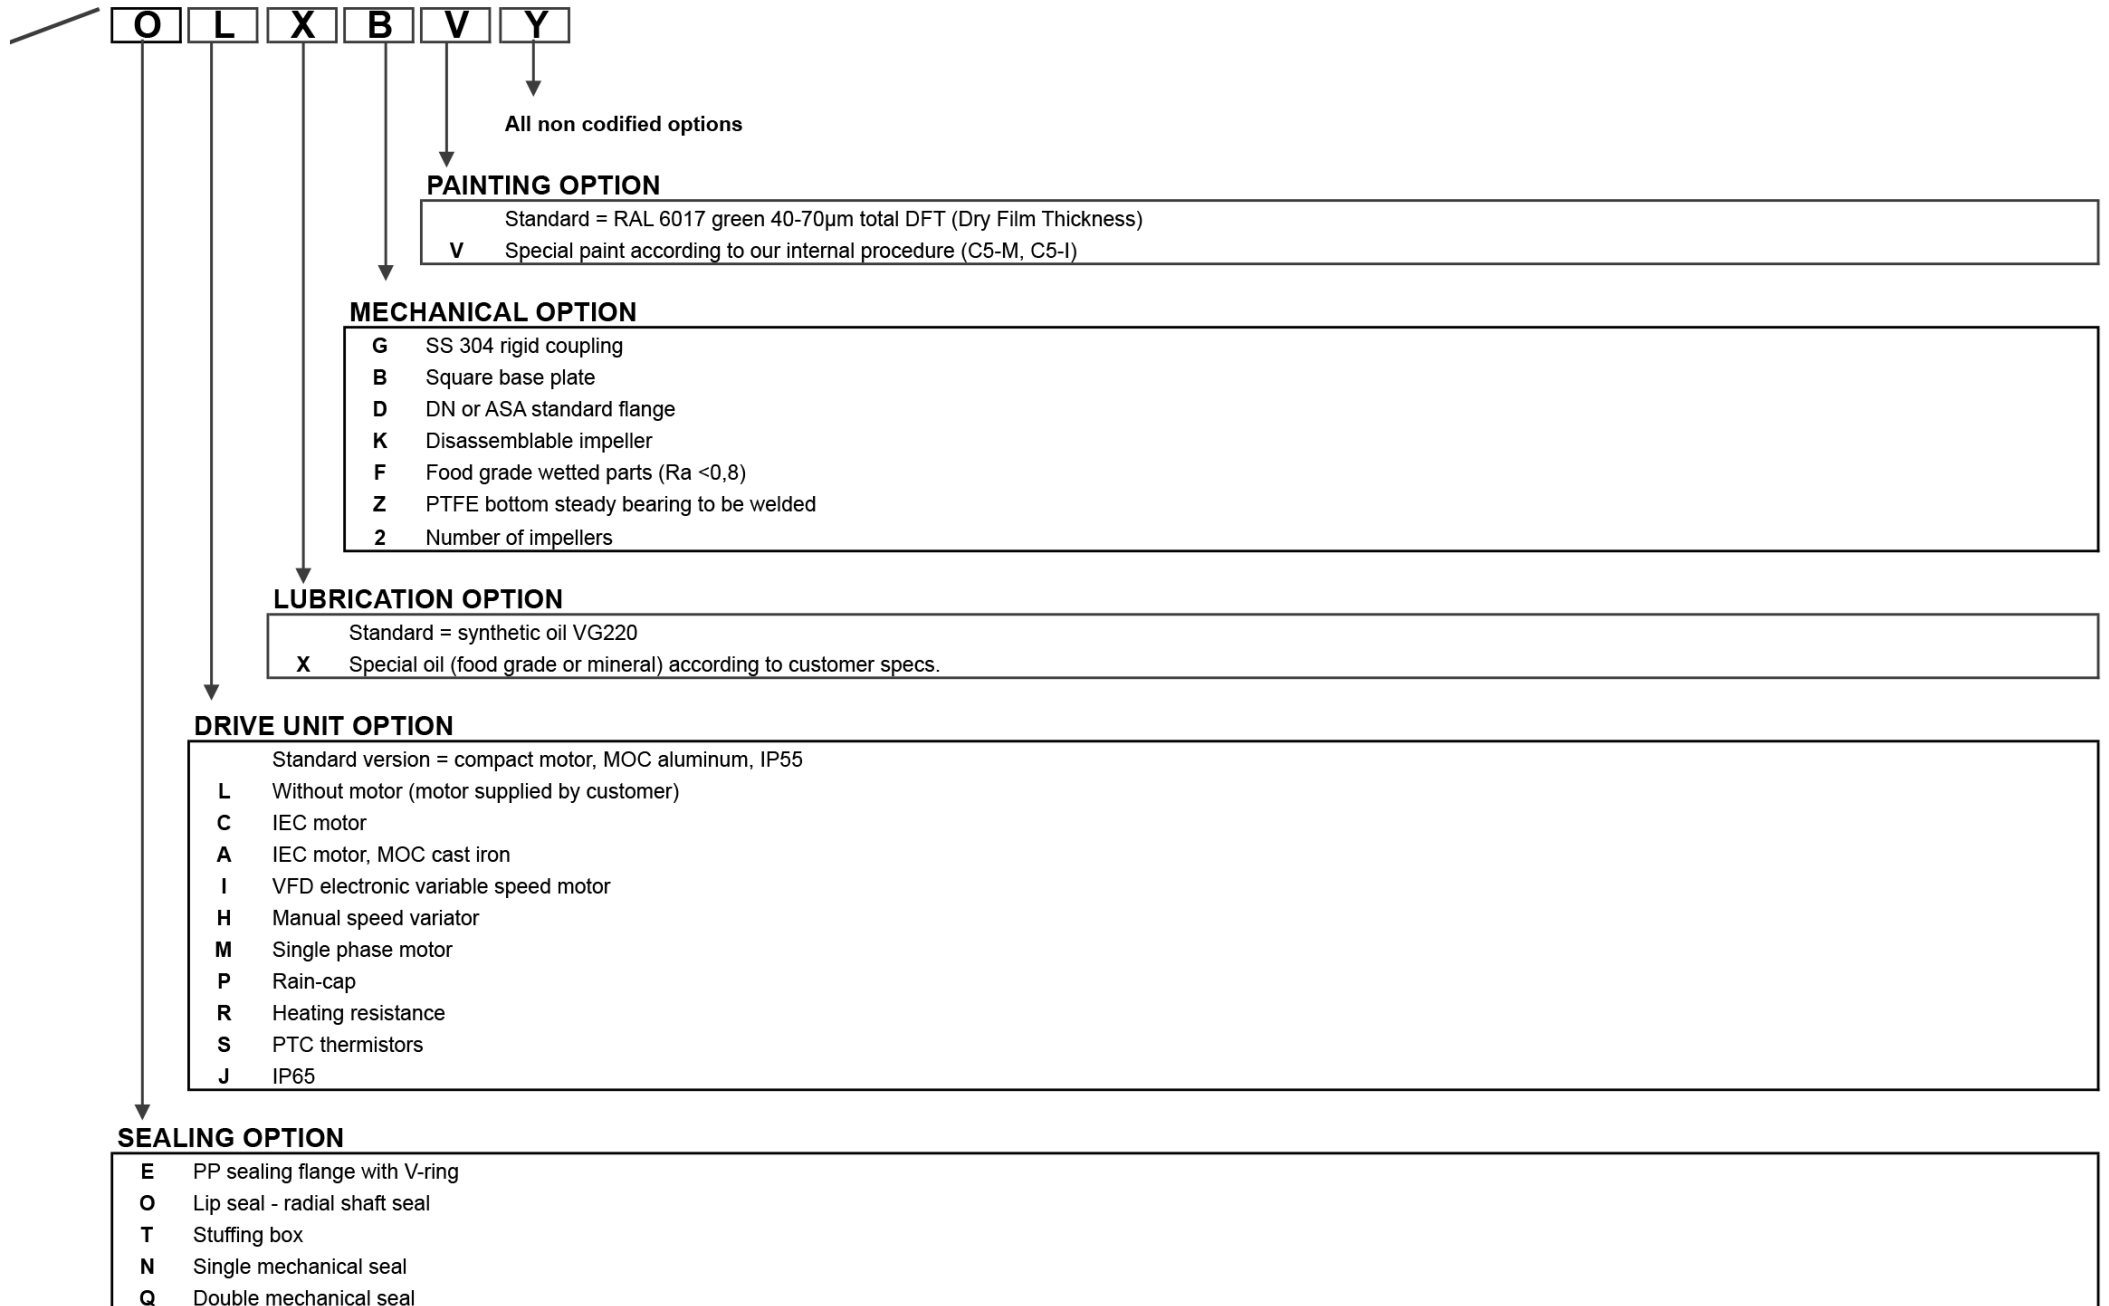 O L X B V Y
All non codified options
PAINTING OPTION
Standard = RAL 6017 green 40-70µm total DFT (Dry Film Thickness)
V Special paint according to our internal procedure (C5-M, C5-I)
MECHANICAL OPTION
G SS 304 rigid coupling
B Square base plate
D DN or ASA standard flange
K Disassemblable impeller
F Food grade wetted parts (Ra <0,8)
Z PTFE bottom steady bearing to be welded
2 Number of impellers
LUBRICATION OPTION
Standard = synthetic oil VG220
X Special oil (food grade or mineral) according to customer specs.
DRIVE UNIT OPTION
Standard version = compact motor, MOC aluminum, IP55
L Without motor (motor supplied by customer)
C IEC motor
A IEC motor, MOC cast iron
I VFD electronic variable speed motor
H Manual speed variator
M Single phase motor
P Rain-cap
R Heating resistance
S PTC thermistors
J IP65
SEALING OPTION
E PP sealing flange with V-ring
O Lip seal - radial shaft seal
T Stuffing box
N Single mechanical seal
Q Double mechanical seal